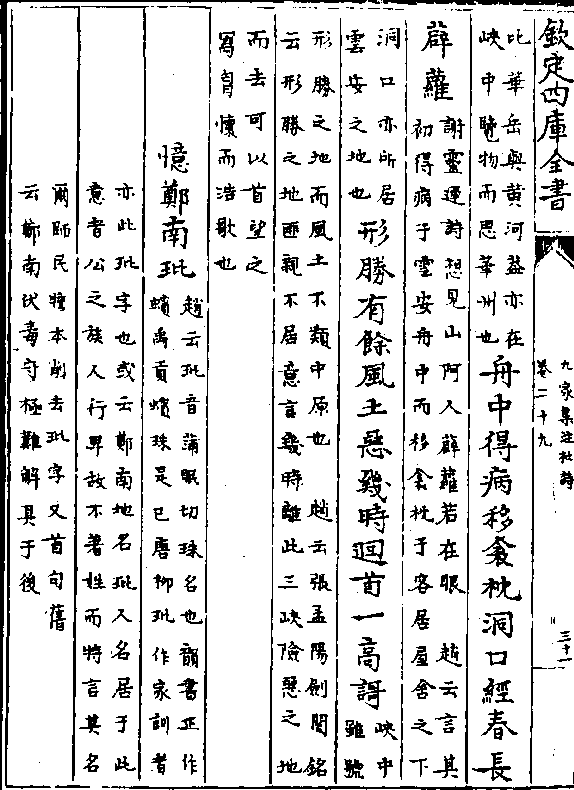 欽定四庫全書
九家集注杜詩
卷二十九
三十一
比華岳與黃河益亦在
峽中覽物而思華州也
舟中得病移衾枕洞口經春長
薜蘿
謝靈運詩想見山阿人薜蘿若在眼 趙云言其
初得病于雲安舟中而移衾枕于客居屋舍之下
洞口亦所居
雲安之地也
形勝有餘風土惡幾時迴首一高謌
峽中
雖號
形勝之地而風土不類中原也 趙云張孟陽劍閣銘
云形勝之地匪親不居意言幾時離此三峽險惡之地
而去可以首望之
寫胷懷而浩歌也
憶鄭南玭
趙云玭音蒲眠切珠名也韻書正作
蠙禹貢蠙珠是已唐柳玭作家訓者
亦此玭字也或云鄭南地名玭人名居于此
意者公之族人行卑故不著姓而特言其名
爾師民瞻本削去玭字又首句舊
云鄭南伏毒守極難解具于後